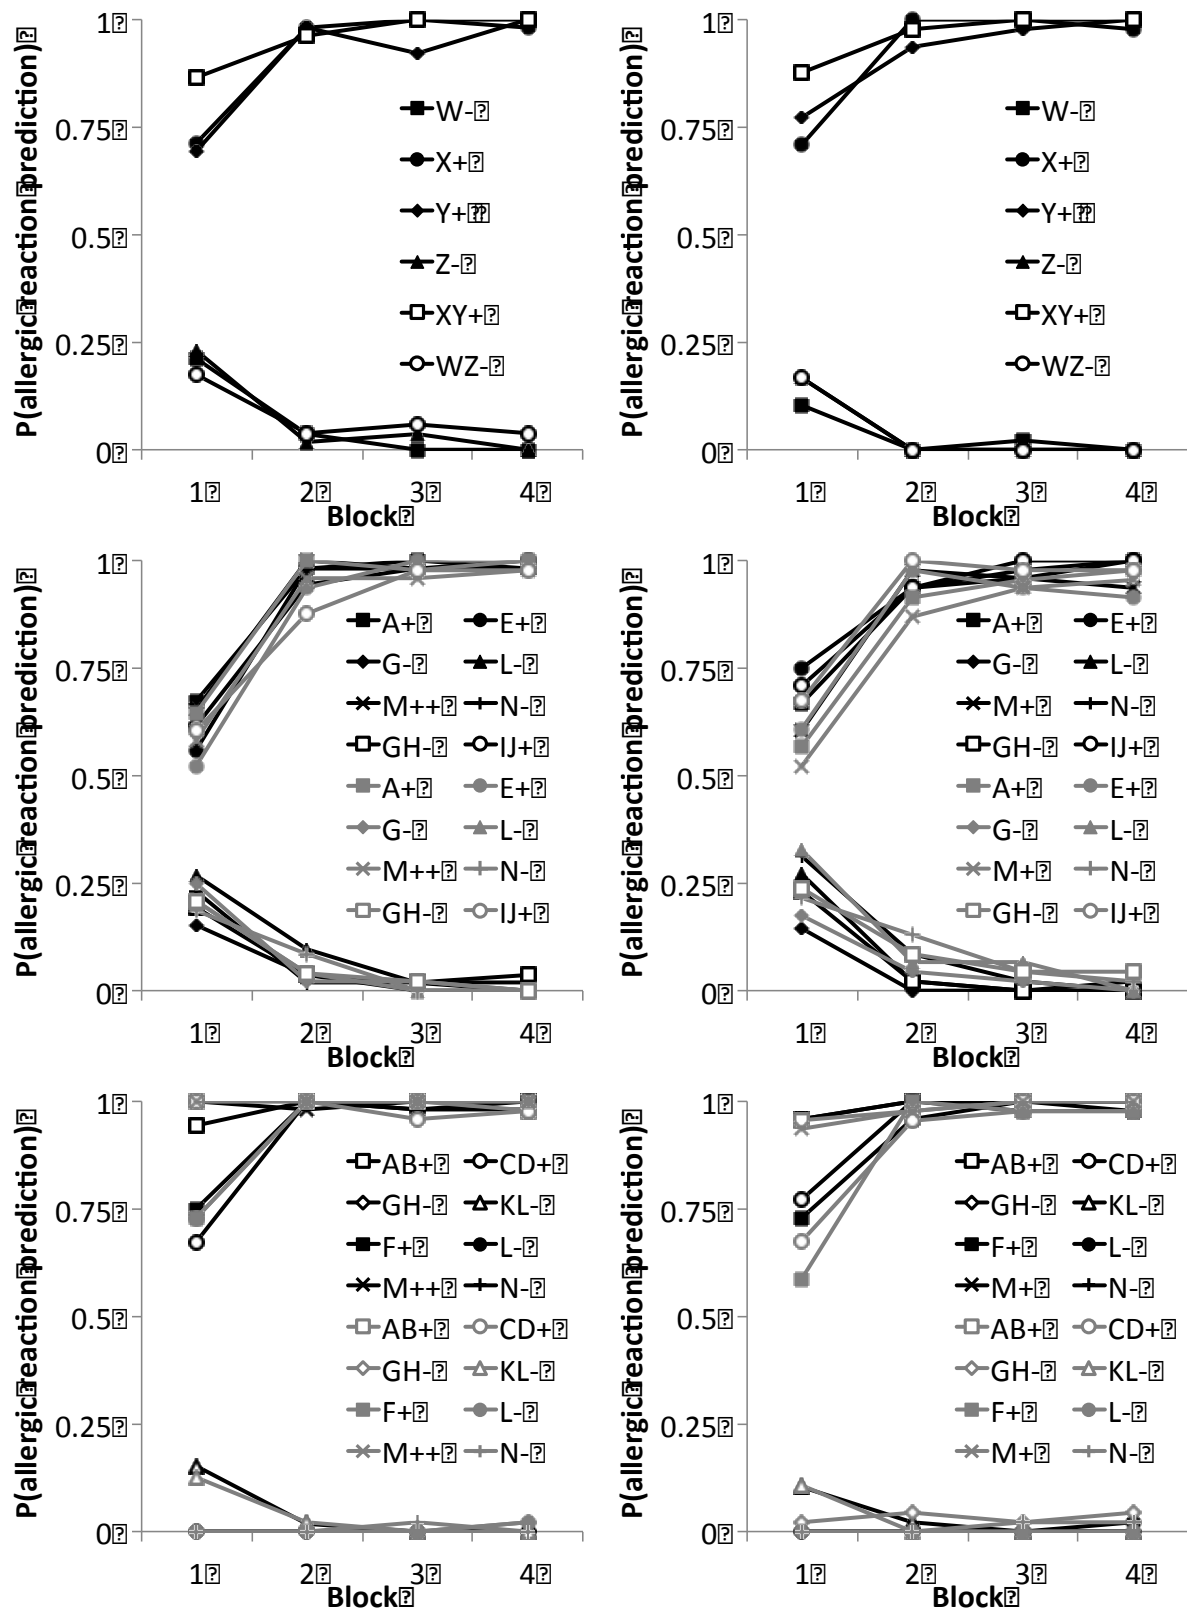 P(allergic⍰reaction⍰prediction)⍰
1⍰
0.75⍰
0.5⍰
0.25⍰
0⍰
W-⍰
X+⍰
Y+⍰⍰
Z-⍰
XY+⍰
WZ-⍰
1⍰ 2⍰ 3⍰ 4⍰
Block⍰
P(allergic⍰reaction⍰prediction)⍰
1⍰
0.75⍰
0.5⍰
0.25⍰
0⍰
W-⍰
X+⍰
Y+⍰⍰
Z-⍰
XY+⍰
WZ-⍰
1⍰ 2⍰ 3⍰ 4⍰
Block⍰
P(allergic⍰reaction⍰prediction)⍰
1⍰
0.75⍰
0.5⍰
0.25⍰
0⍰
A+⍰ E+⍰
G-⍰ L-⍰
M++⍰ N-⍰
GH-⍰ IJ+⍰
A+⍰ E+⍰
G-⍰ L-⍰
M++⍰ N-⍰
GH-⍰ IJ+⍰
1⍰ 2⍰ 3⍰ 4⍰
Block⍰
P(allergic⍰reaction⍰prediction)⍰
1⍰
0.75⍰
0.5⍰
0.25⍰
0⍰
A+⍰ E+⍰
G-⍰ L-⍰
M+⍰ N-⍰
GH-⍰ IJ+⍰
A+⍰ E+⍰
G-⍰ L-⍰
M+⍰ N-⍰
GH-⍰ IJ+⍰
1⍰ 2⍰ 3⍰ 4⍰
Block⍰
P(allergic⍰reaction⍰prediction)⍰
1⍰
0.75⍰
0.5⍰
0.25⍰
0⍰
AB+⍰ CD+⍰
GH-⍰ KL-⍰
F+⍰ L-⍰
M++⍰ N-⍰
AB+⍰ CD+⍰
GH-⍰ KL-⍰
F+⍰ L-⍰
M++⍰ N-⍰
1⍰ 2⍰ 3⍰ 4⍰
Block⍰
P(allergic⍰reaction⍰prediction)⍰
1⍰
0.75⍰
0.5⍰
0.25⍰
0⍰
AB+⍰ CD+⍰
GH-⍰ KL-⍰
F+⍰ L-⍰
M+⍰ N-⍰
AB+⍰ CD+⍰
GH-⍰ KL-⍰
F+⍰ L-⍰
M+⍰ N-⍰
1⍰ 2⍰ 3⍰ 4⍰
Block⍰